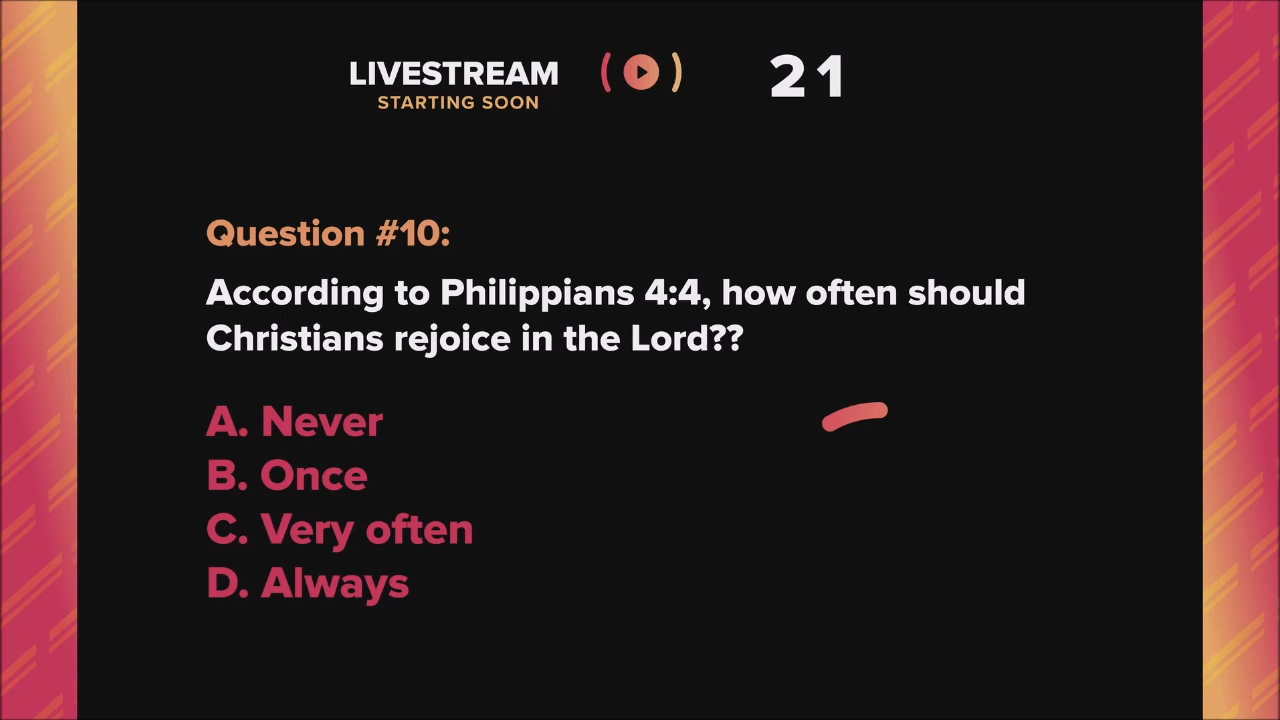 LIVESTREAM
STARTING SOON
21
Question #10:
According to Philippians 4:4, how often should
Christians rejoice in the Lord??
A. Never
B. Once
C. Very often
D. Always